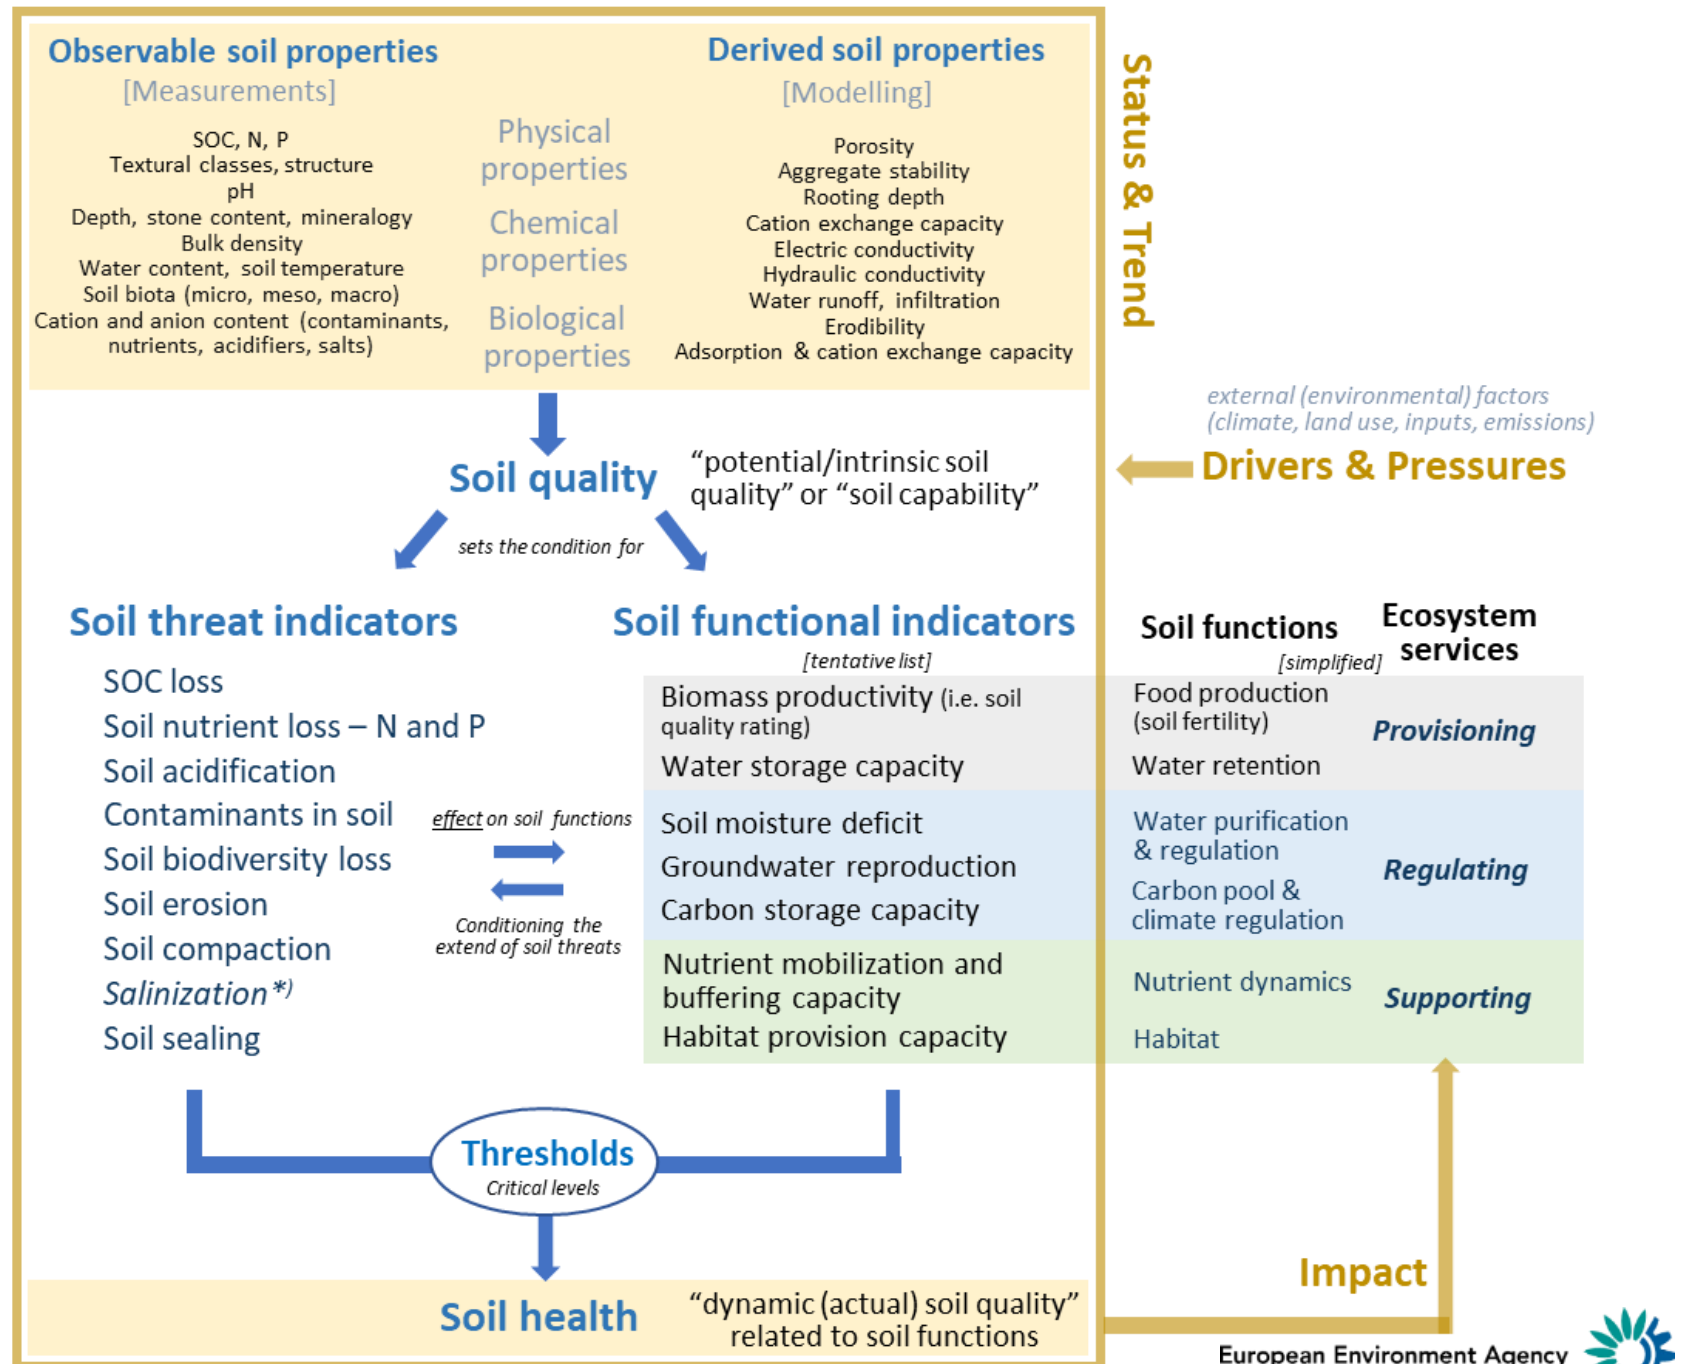 Observable soil properties
[Measurements]
SOC, N, P
Textural classes, structure
pH
Depth, stone content, mineralogy
Bulk density
Water content, soil temperature
Soil biota (micro, meso, macro)
Cation and anion content (contaminants,
nutrients, acidifiers, salts)
Physical
properties
Chemical
properties
Biological
properties
Derived soil properties
[Modelling]
Porosity
Aggregate stability
Rooting depth
Cation exchange capacity
Electric conductivity
Hydraulic conductivity
Water runoff, infiltration
Erodibility
Adsorption & cation exchange capacity
Status & Trend
external (environmental) factors
(climate, land use, inputs, emissions)
Drivers & Pressures
Soil quality
“potential/intrinsic soil
quality” or “soil capability”
sets the condition for
Soil threat indicators
SOC loss
Soil nutrient loss – N and P
Soil acidification
Contaminants in soil
Soil biodiversity loss
Soil erosion
Soil compaction
Salinization*)
Soil sealing
effect on soil functions
Conditioning the
extend of soil threats
Soil functional indicators
[tentative list]
Biomass productivity (i.e. soil
quality rating)
Water storage capacity
Soil moisture deficit
Groundwater reproduction
Carbon storage capacity
Nutrient mobilization and
buffering capacity
Habitat provision capacity
Soil functions
[simplified]
Food production
(soil fertility)
Water retention
Water purification
& regulation
Carbon pool &
climate regulation
Nutrient dynamics
Habitat
Ecosystem
services
Provisioning
Regulating
Supporting
Thresholds
Critical levels
Impact
Soil health
“dynamic (actual) soil quality”
related to soil functions
European Environment Agency